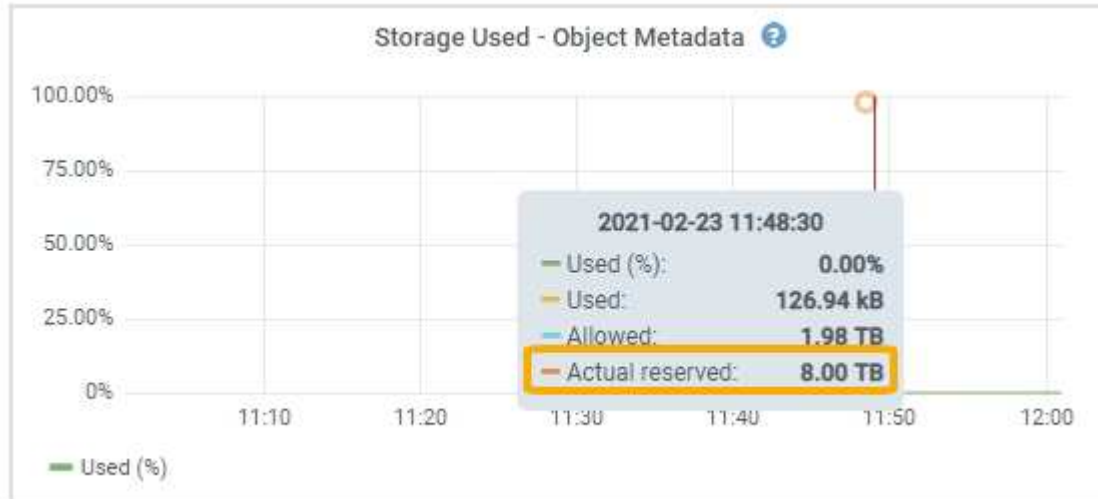 Storage Used - Object Metadata ?
100.00%
75.00%
50.00%
25.00%
0%
2021-02-23 11:48:30
Used (%): 0.00%
Used: 126.94 kB
Allowed: 1.98 TB
Actual reserved: 8.00 TB
11:10 11:20 11:30 11:40 11:50 12:00
Used (%)